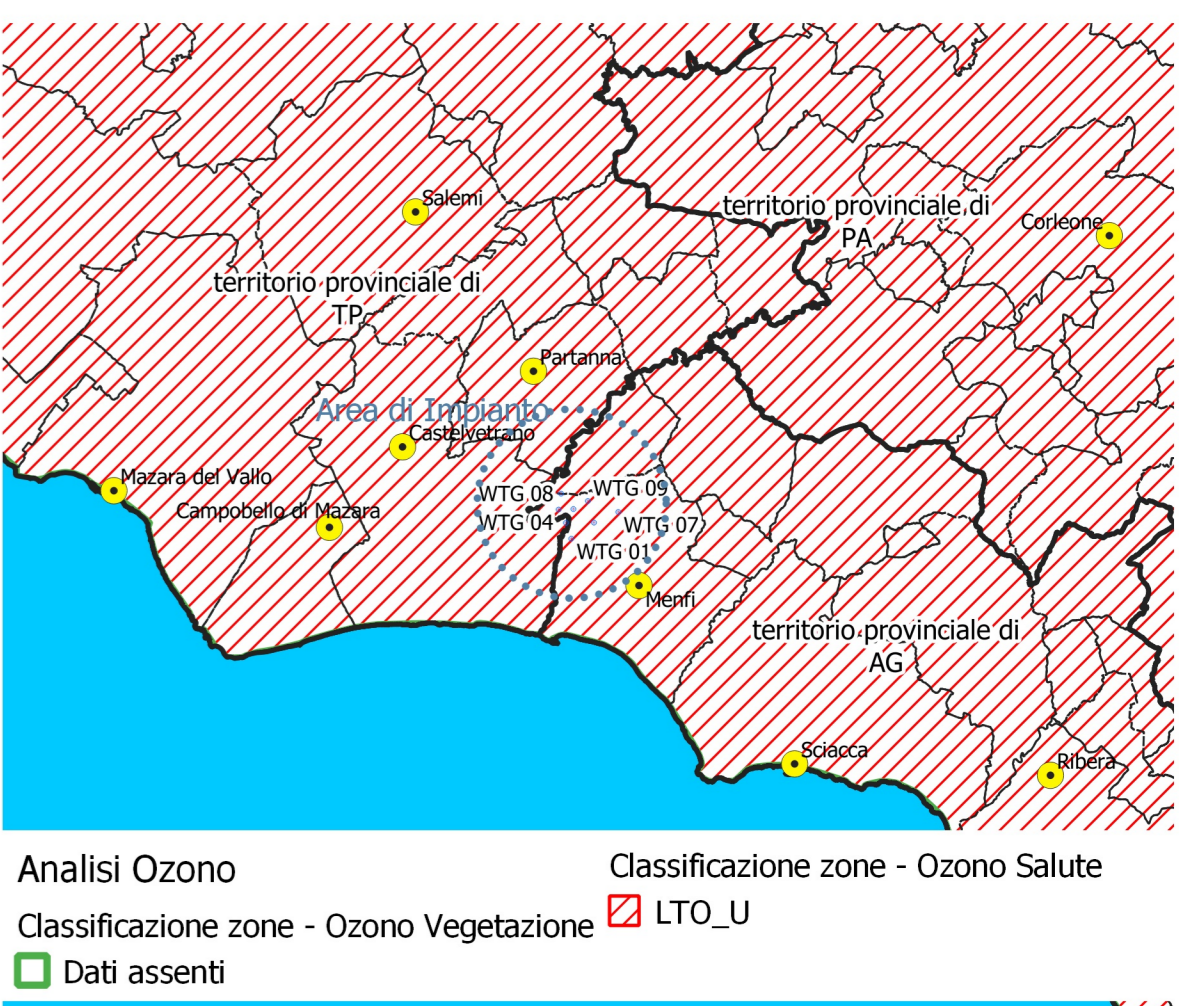 Salemi
territorio provinciale di
PA
Corleone
territorio provinciale di
TP
Partanna
Area di Impianto
Castelvetrano
Mazara del Vallo
WTG 08
WTG 09
Campobello di Mazara
WTG 04
WTG 07
WTG 01
Menfi
territorio provinciale di
AG
Sciacca
Ribera
Analisi Ozono
Classificazione zone - Ozono Vegetazione
Dati assenti
Classificazione zone - Ozono Salute
LTO_U